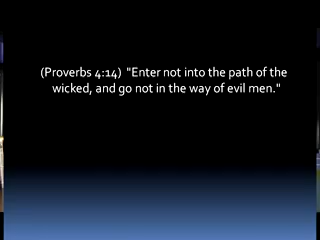 (Proverbs 4:14)  "Enter not into the path of the
wicked, and go not in the way of evil men."